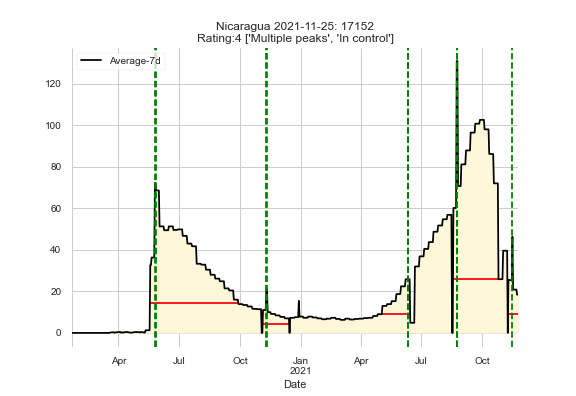 Nicaragua 2021-11-25: 17152
Rating:4 ['Multiple peaks', 'In control']
Average-7d
120
100
80
60
40
20
0
Apr
Jul
Oct
Jan
2021
Apr
Jul
Oct
Date